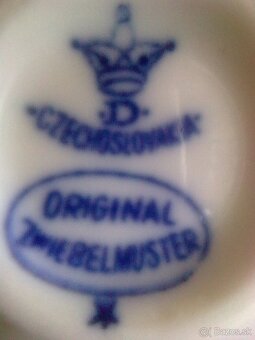 D
·D·
CZECHOSLOVAKIA
ORIGINAL
ZWIEBELMUSTER
© Bazos.sk